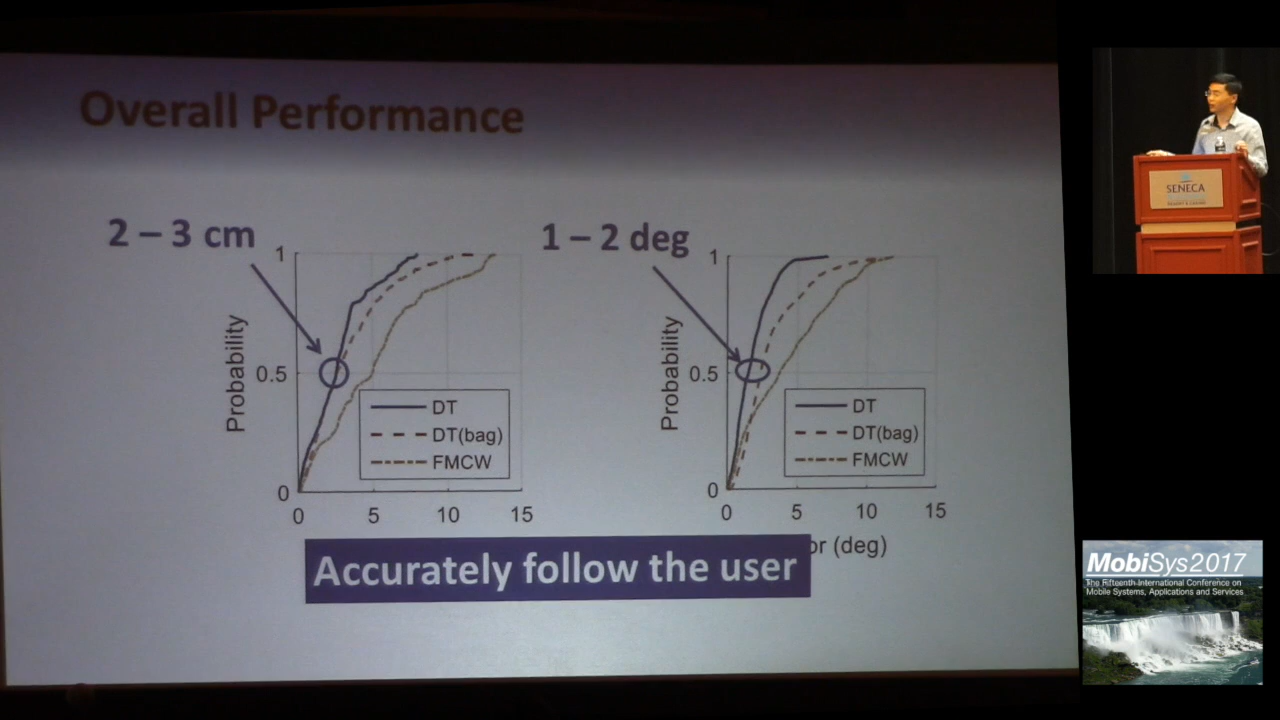 Overall Performance
2 – 3 cm
1 – 2 deg
1
0.5
0
Probability
DT
DT(bag)
FMCW
0 5 10 15
1
0.5
0
Probability
DT
DT(bag)
FMCW
0 5 10 15
or (deg)
Accurately follow the user
SENECA
MobiSys2017
The Fifteenth International Conference on
Mobile Systems, Applications and Services